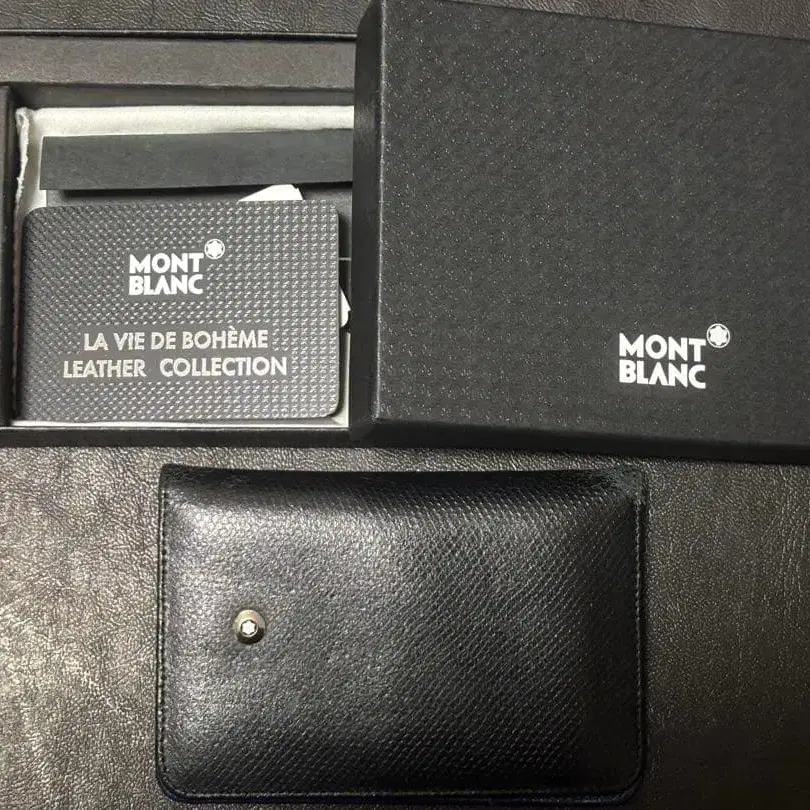 MONT
BLANC
LA VIE DE BOHÈME
LEATHER COLLECTION
MONT
BLANC